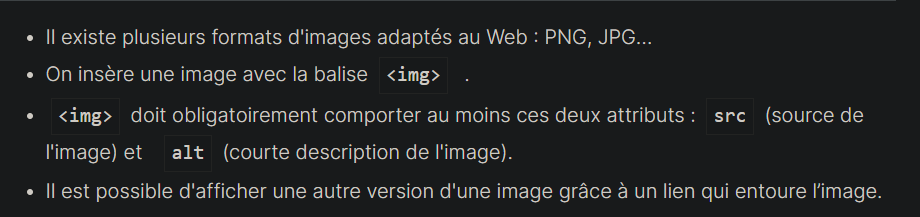 • Il existe plusieurs formats d'images adaptés au Web : PNG, JPG...
• On insère une image avec la balise <img> .
• <img> doit obligatoirement comporter au moins ces deux attributs : src (source de
l'image) et alt (courte description de l'image).
• Il est possible d'afficher une autre version d'une image grâce à un lien qui entoure l’image.